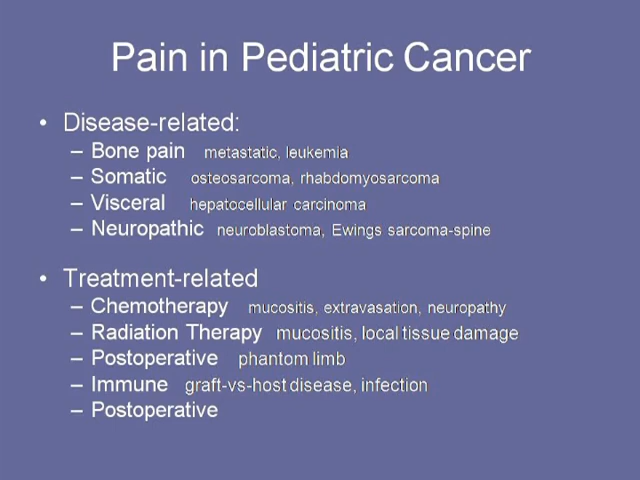 Pain in Pediatric Cancer
• Disease-related:
– Bone pain metastatic, leukemia
– Somatic osteosarcoma, rhabdomyosarcoma
– Visceral hepatocellular carcinoma
– Neuropathic neuroblastoma, Ewings sarcoma-spine
• Treatment-related
– Chemotherapy mucositis, extravasation, neuropathy
– Radiation Therapy mucositis, local tissue damage
– Postoperative phantom limb
– Immune graft-vs-host disease, infection
– Postoperative